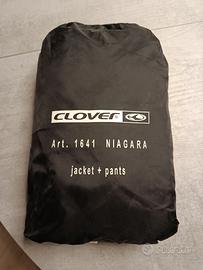 CLOVER
Art. 1641 NIAGARA
jacket + pants